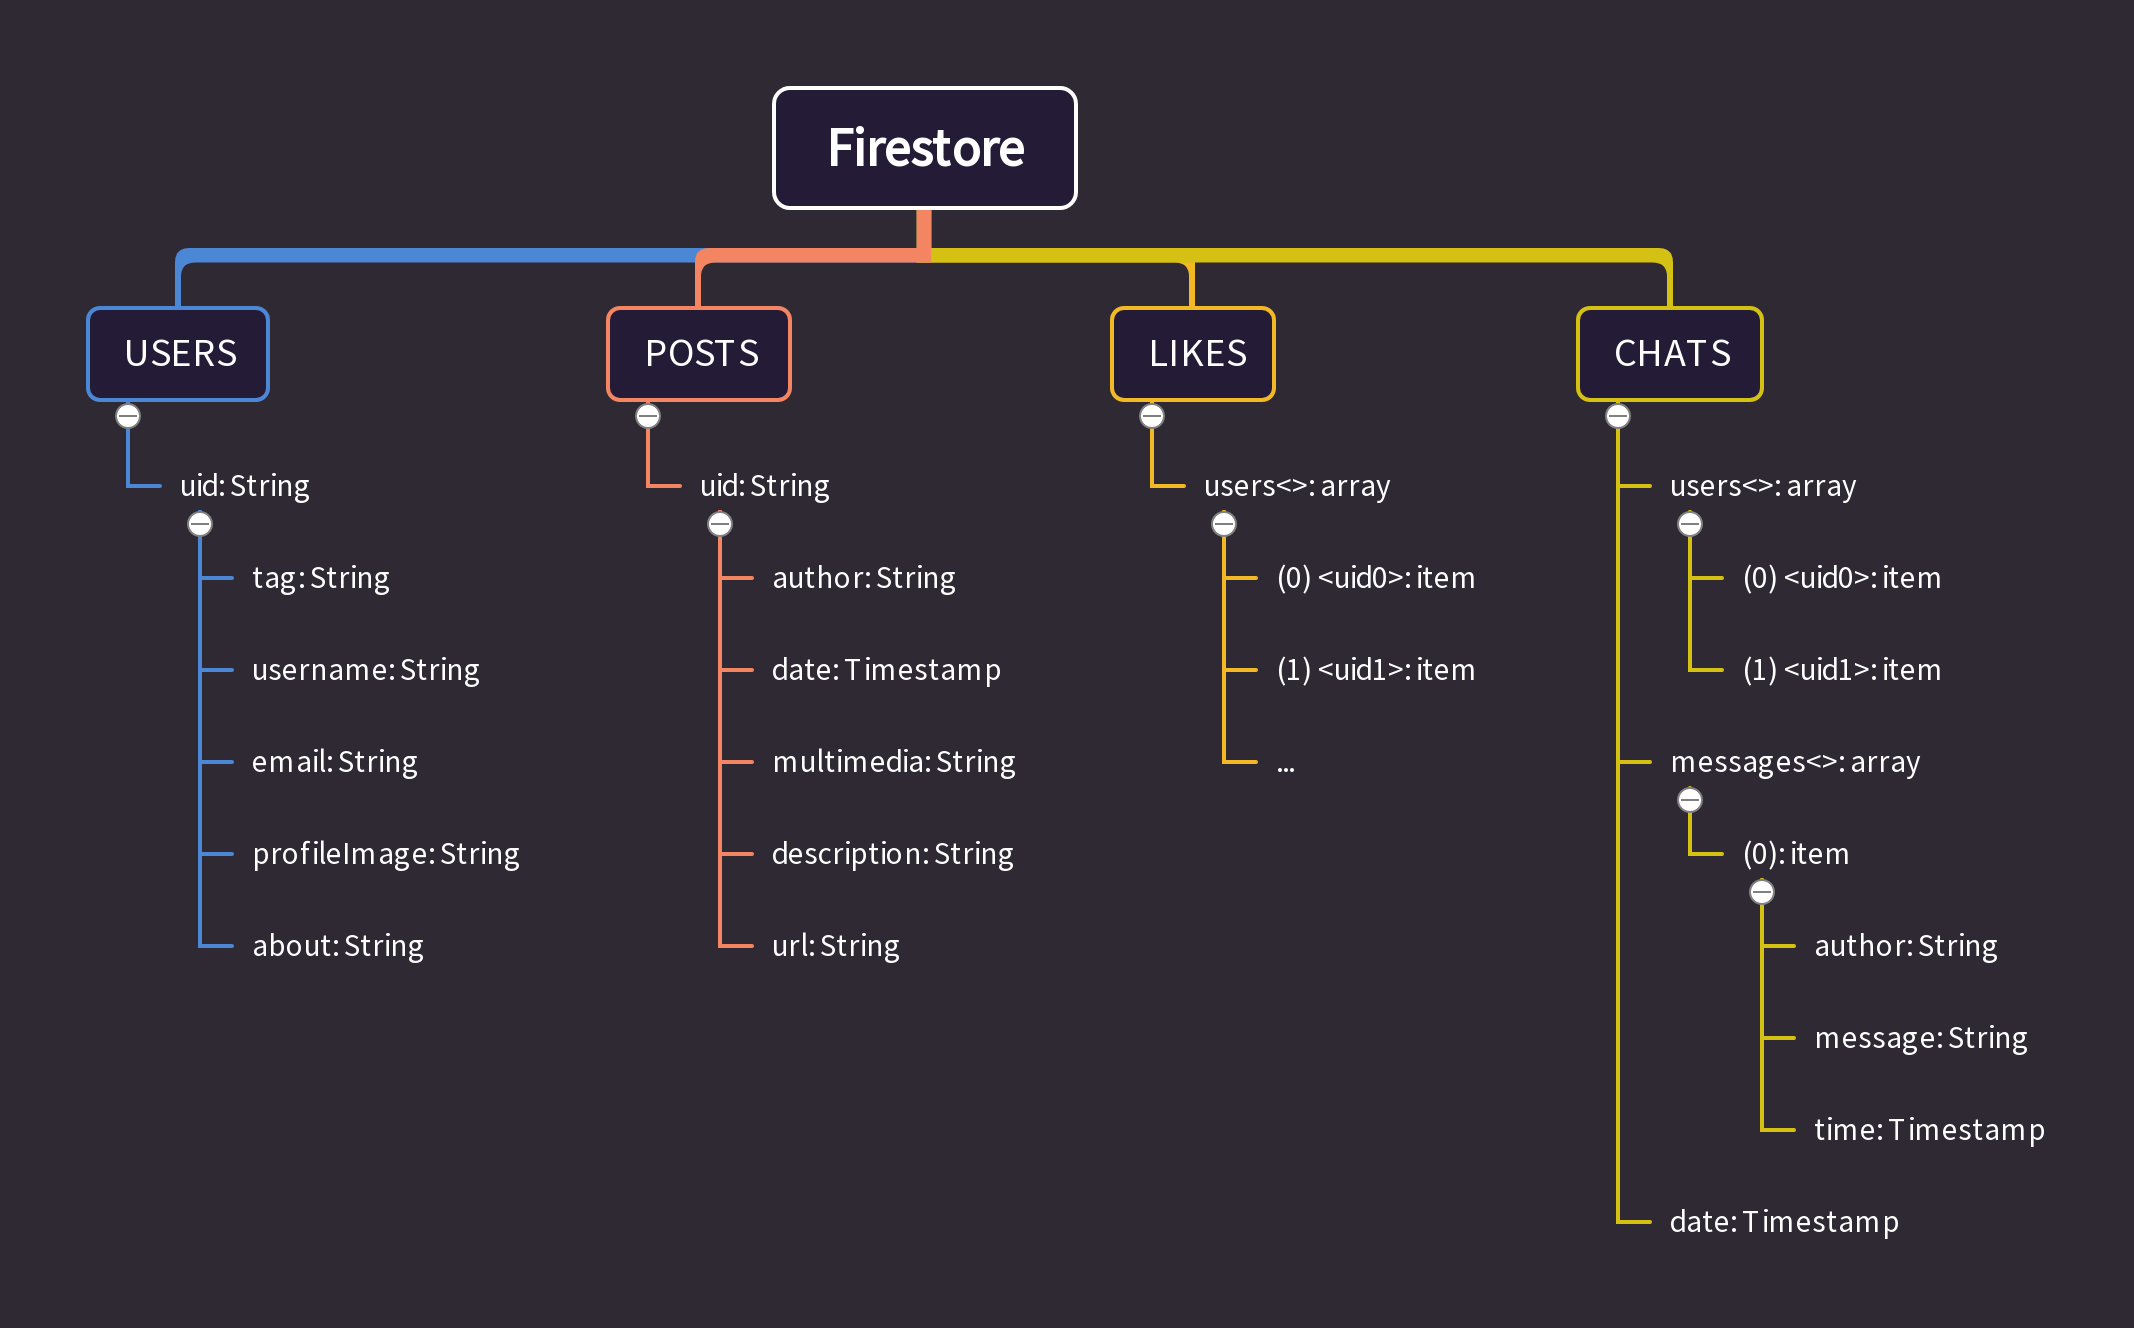 Firestore
USERS
uid: String
tag: String
username: String
email: String
profileImage: String
about: String
POSTS
uid: String
author: String
date: Timestamp
multimedia: String
description: String
url: String
LIKES
users<>: array
(0) <uid0>: item
(1) <uid1>: item
...
CHATS
users<>: array
(0) <uid0>: item
(1) <uid1>: item
messages<>: array
(0): item
author: String
message: String
time: Timestamp
date: Timestamp